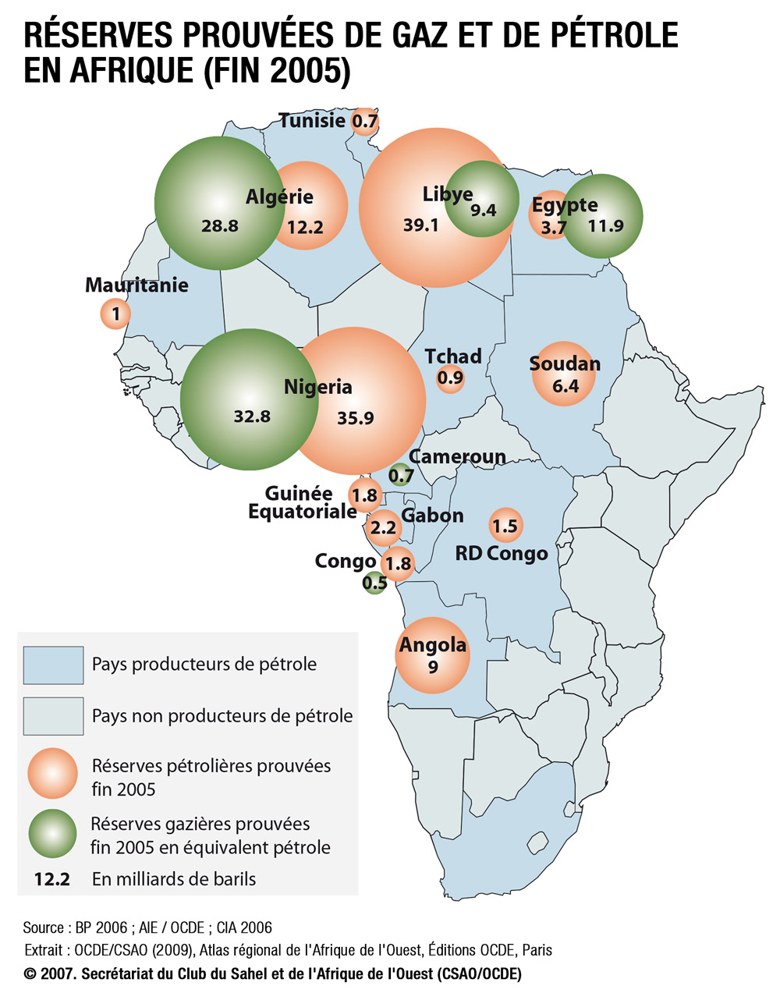 RÉSERVES PROUVÉES DE GAZ ET DE PÉTROLE
EN AFRIQUE (FIN 2005)
Tunisie 0.7
Algérie
28.8
12.2
Libye
39.1
9.4
Egypte
3.7
11.9
Mauritanie
1
Tchad
0.9
Soudan
6.4
Nigeria
32.8
35.9
Cameroun
0.7
Guinée
Equatoriale
1.8
Gabon
2.2
Congo
1.8
0.5
1.5
RD Congo
Angola
9
Pays producteurs de pétrole
Pays non producteurs de pétrole
Réserves pétrolières prouvées
fin 2005
Réserves gazières prouvées
fin 2005 en équivalent pétrole
12.2 En milliards de barils
Source : BP 2006 ; AIE / OCDE ; CIA 2006
Extrait : OCDE/CSAO (2009), Atlas régional de l'Afrique de l'Ouest, Éditions OCDE, Paris
© 2007. Secrétariat du Club du Sahel et de l'Afrique de l'Ouest (CSAO/OCDE)